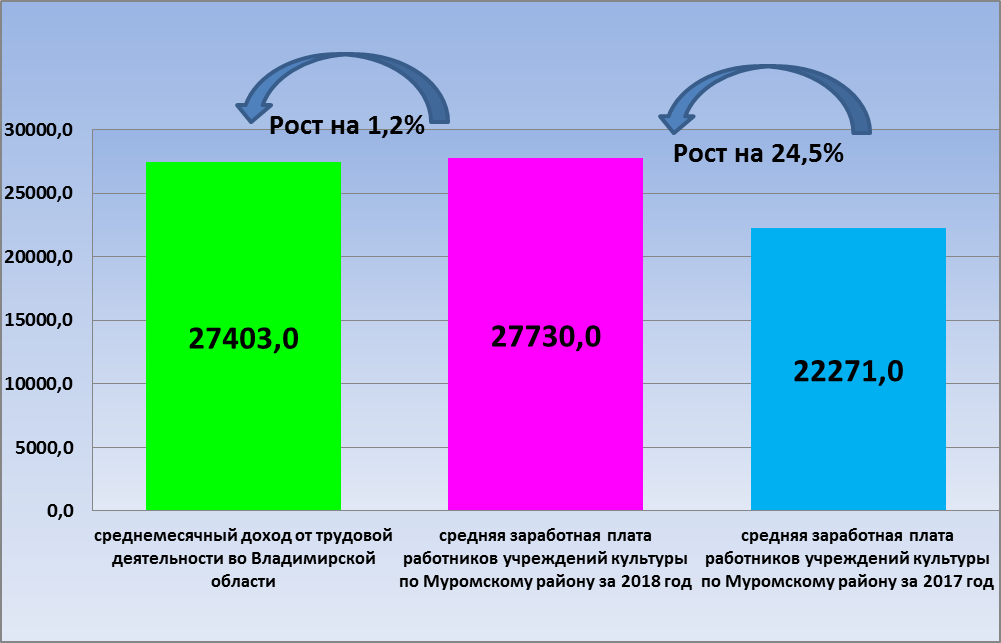 Рост на 1,2%
Рост на 24,5%
30000,0
25000,0
20000,0
15000,0
10000,0
5000,0
0,0
27403,0
27730,0
22271,0
среднемесячный доход от трудовой
деятельности во Владимирской
области
средняя заработная плата
работников учреждений культуры
по Муромскому району за 2018 год
средняя заработная плата
работников учреждений культуры
по Муромскому району за 2017 год